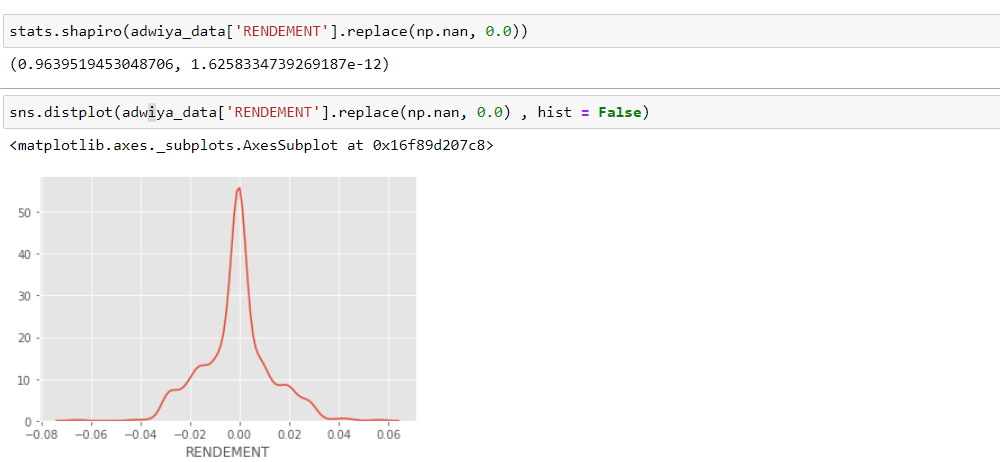 stats.shapiro(adwiya_data['RENDEMENT'].replace(np.nan, 0.0))
(0.9639519453048706, 1.6258334739269187e-12)
sns.distplot(adwiya_data['RENDEMENT'].replace(np.nan, 0.0) , hist = False)
<matplotlib.axes._subplots.AxesSubplot at 0x16f89d207c8>
50
40
30
20
10
0
−0.08 −0.06 −0.04 −0.02 0.00 0.02 0.04 0.06
RENDEMENT